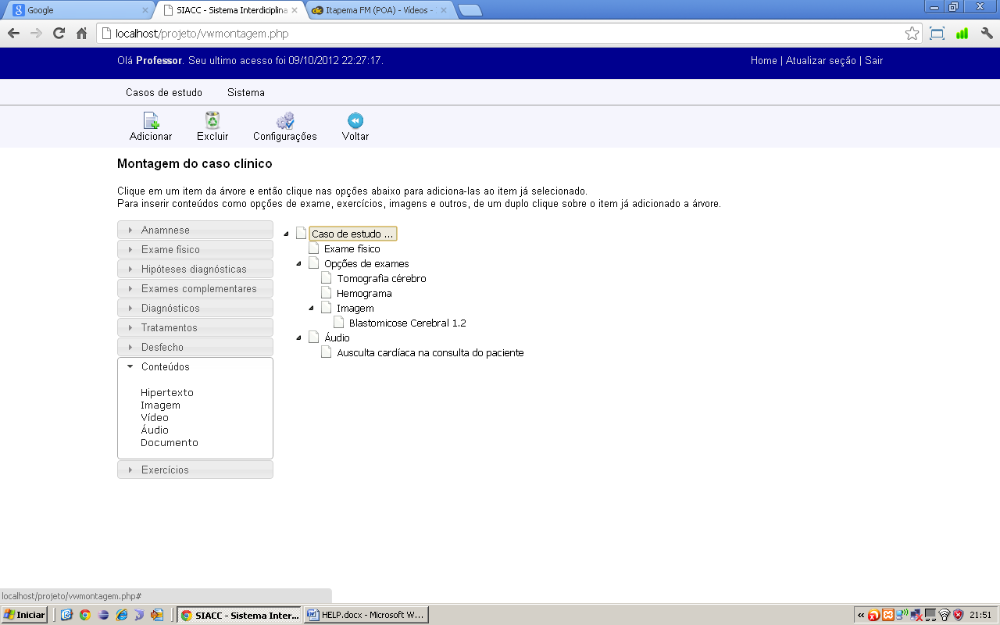 Google
SIACC - Sistema Interdiciplina
Itapema FM (POA) - Vídeos -
localhost/projeto/vwmontagem.php
Olá Professor. Seu ultimo acesso foi 09/10/2012 22:27:17.
Home | Atualizar seção | Sair
Casos de estudo Sistema
Adicionar Excluir Configurações Voltar
Montagem do caso clínico
Clique em um item da árvore e então clique nas opções abaixo para adiciona-las ao item já selecionado.
Para inserir conteúdos como opções de exame, exercícios, imagens e outros, de um duplo clique sobre o item já adicionado a árvore.
Anamnese
Exame físico
Hipóteses diagnósticas
Exames complementares
Diagnósticos
Tratamentos
Desfecho
Conteúdos
Hipertexto
Imagem
Vídeo
Áudio
Documento
Exercícios
Caso de estudo ...
Exame físico
Opções de exames
Tomografia cérebro
Hemograma
Imagem
Blastomicose Cerebral 1.2
Áudio
Ausculta cardíaca na consulta do paciente
localhost/projeto/vwmontagem.php#
Iniciar
SIACC - Sistema Inter...
HELP.docx - Microsoft W...
21:51